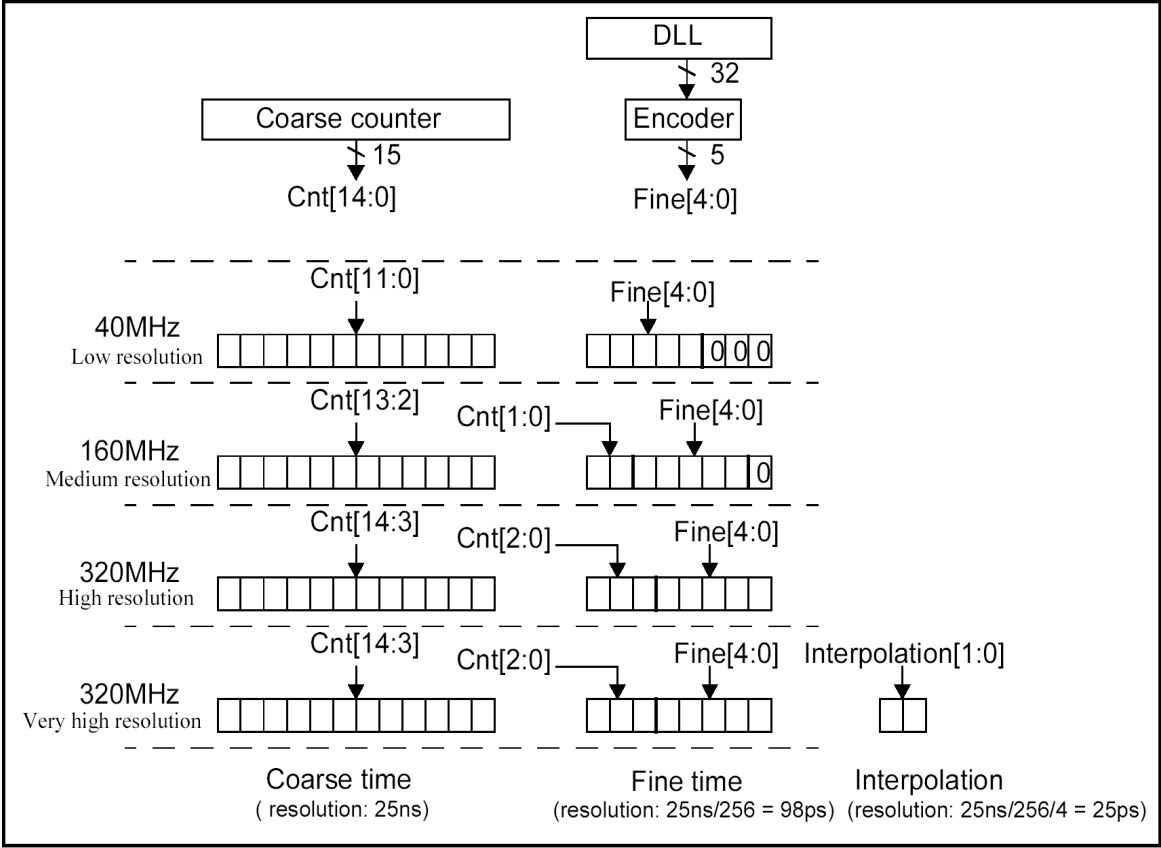 DLL
32
Coarse counter
Encoder
15
5
Cnt[14:0]
Fine[4:0]
Cnt[11:0]
Fine[4:0]
40MHz
Low resolution
0 0 0
Cnt[13:2]
Cnt[1:0]
Fine[4:0]
160MHz
Medium resolution
0
Cnt[14:3]
Cnt[2:0]
Fine[4:0]
320MHz
High resolution
Cnt[14:3]
Cnt[2:0]
Fine[4:0]
Interpolation[1:0]
320MHz
Very high resolution
Coarse time
( resolution: 25ns)
Fine time
(resolution: 25ns/256 = 98ps)
Interpolation
(resolution: 25ns/256/4 = 25ps)